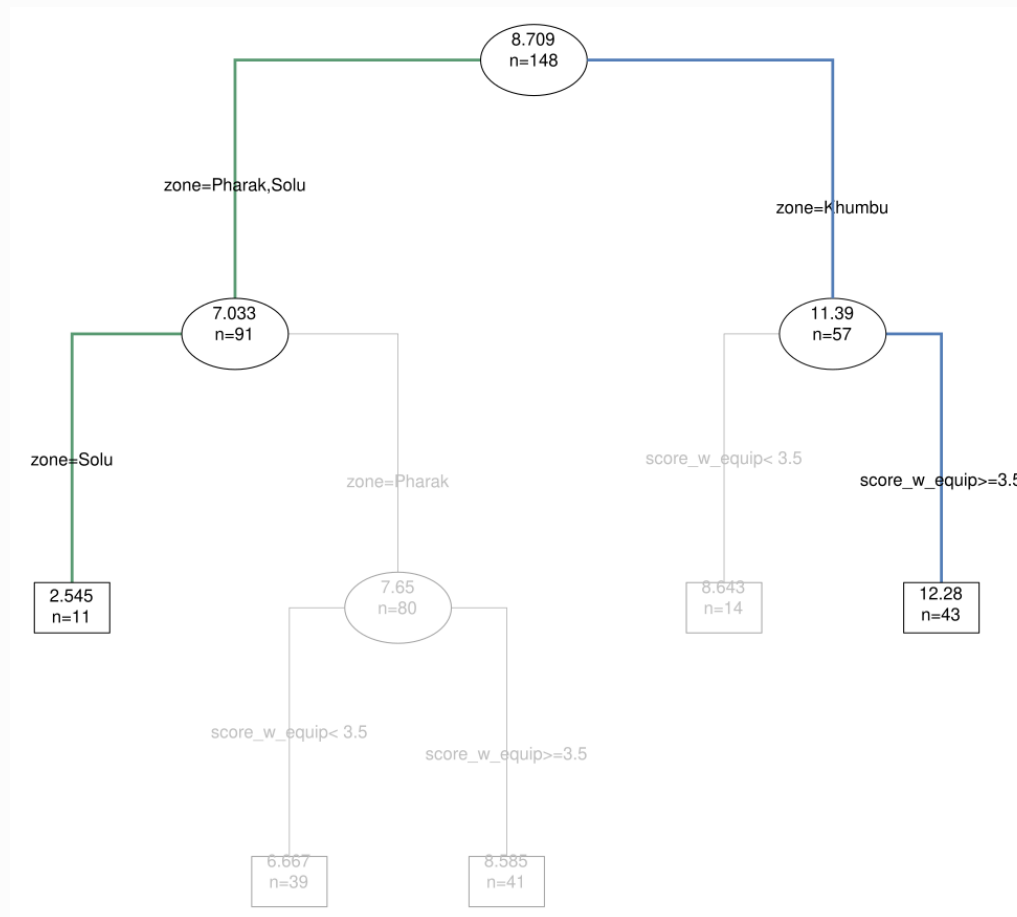 8.709
n=148
zone=Pharak,Solu
zone=Khumbu
7.033
n=91
11.39
n=57
zone=Solu
zone=Pharak
score_w_equip< 3.5
score_w_equip>=3.5
2.545
n=11
7.65
n=80
8.643
n=14
12.28
n=43
score_w_equip< 3.5
score_w_equip>=3.5
6.667
n=39
8.585
n=41